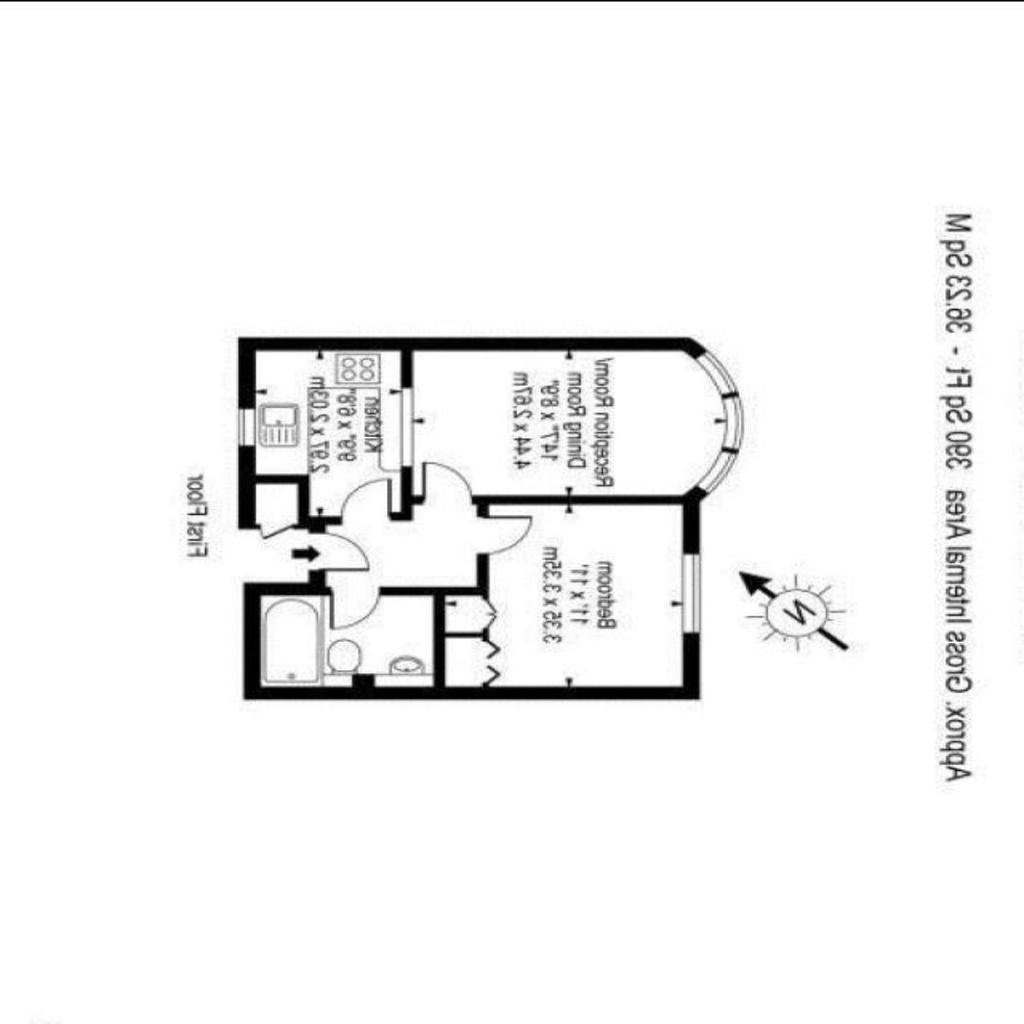 Approx. Gross Internal Area 390 Sq Ft - 36.23 Sq M
Reception Room/
Dining Room
14'7" x 9'8"
4.44 x 2.97m
Kitchen
9'9" x 6'8"
2.97 x 2.03m
Bedroom
11' x 11'
3.35 x 3.35m
N
First Floor